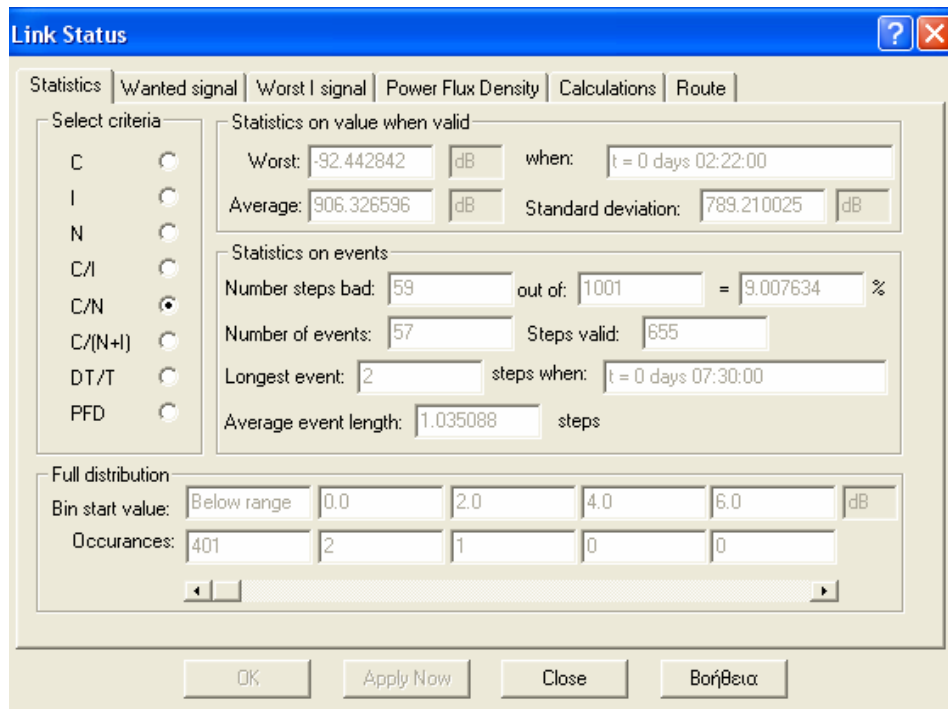 Link Status
Statistics Wanted signal Worst I signal Power Flux Density Calculations Route
Select criteria
C
I
N
C/I
C/N
C/(N+I)
DT/T
PFD
Statistics on value when valid
Worst: -92.442842 dB when: t = 0 days 02:22:00
Average: 906.326596 dB Standard deviation: 789.210025 dB
Statistics on events
Number steps bad: 59 out of: 1001 = 9.007634 %
Number of events: 57 Steps valid: 655
Longest event: 2 steps when: t = 0 days 07:30:00
Average event length: 1.035088 steps
Full distribution
Bin start value: Below range 0.0 2.0 4.0 6.0 dB
Occurances: 401 2 1 0 0
OK Apply Now Close Βοήθεια